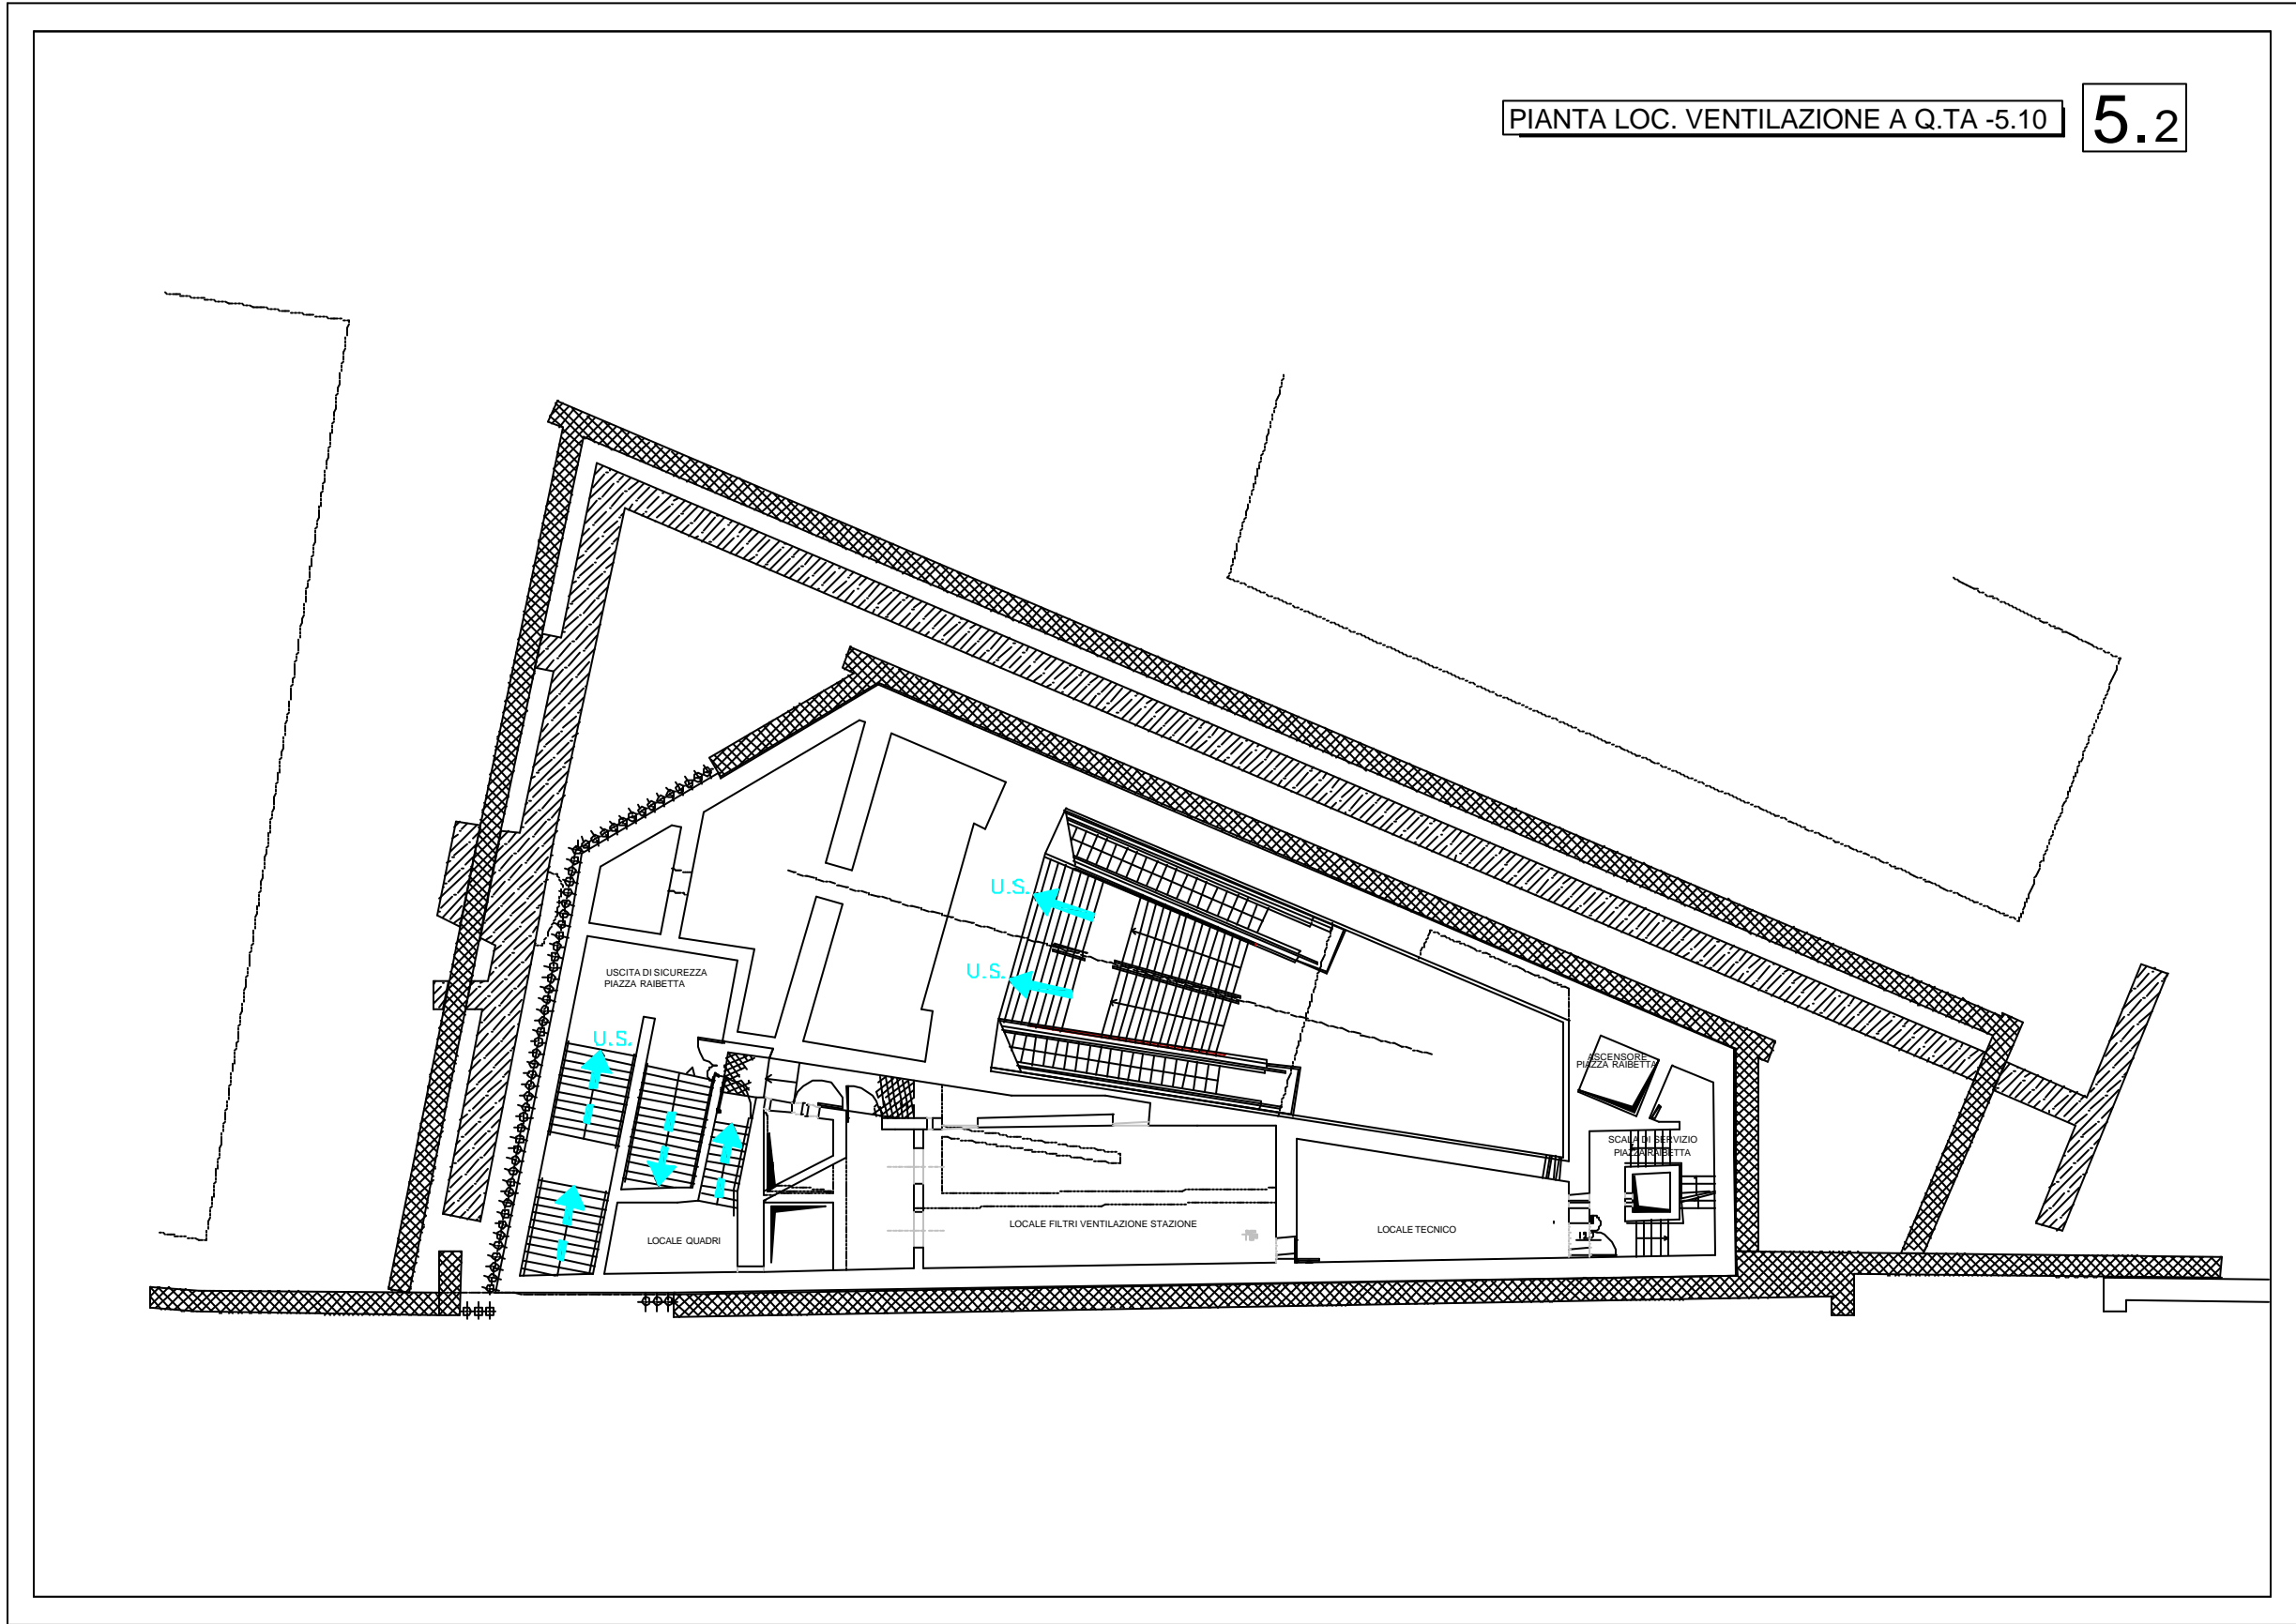 PIANTA LOC. VENTILAZIONE A Q.TA -5.10
5.2
U.S.
U.S.
USCITA DI SICUREZZA
PIAZZA RAIBETTA
U.S.
ASCENSORE
PIAZZA RAIBETTA
SCALA DI SERVIZIO
PIAZZA RAIBETTA
LOCALE FILTRI VENTILAZIONE STAZIONE
LOCALE TECNICO
LOCALE QUADRI